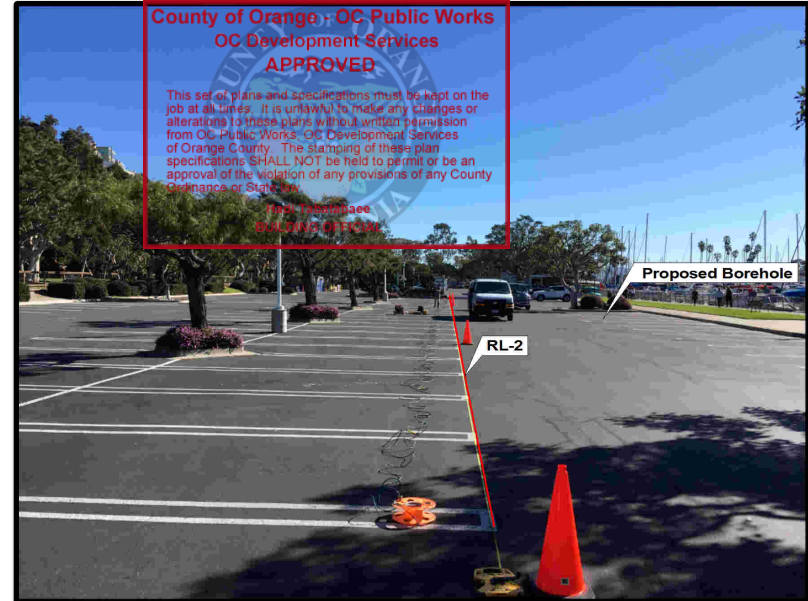 County of Orange - OC Public Works
OC Development Services
APPROVED
This set of plans and specifications must be kept on the
job at all times. It is unlawful to make any changes or
alterations to these plans without written permission
from OC Public Works, OC Development Services
of Orange County. The stamping of these plan
specifications SHALL NOT be held to permit or be an
approval of the violation of any provisions of any County
Ordinance or State law.
BUILDING OFFICIAL
Proposed Borehole
RL-2